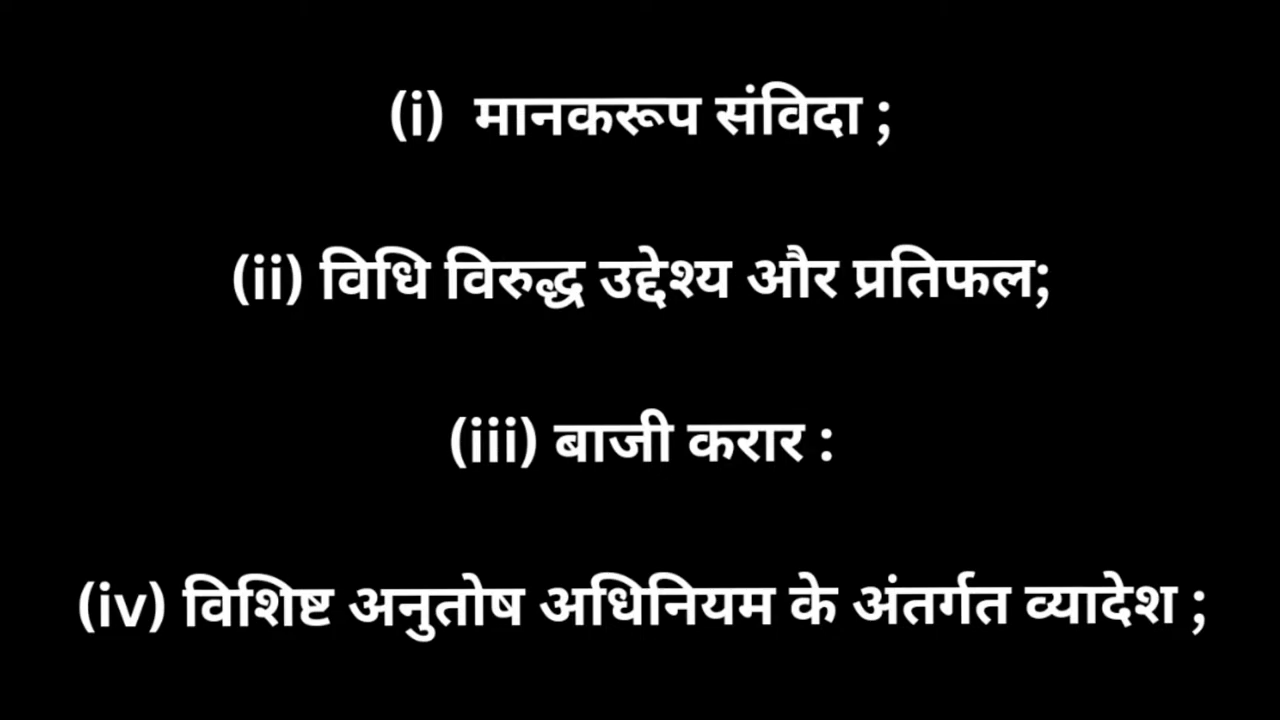 (i) मानकरूप संविदा ;
(ii) विधि विरुद्ध उद्देश्य और प्रतिफल;
(iii) बाजी करार :
(iv) विशिष्ट अनुतोष अधिनियम के अंतर्गत व्यादेश ;